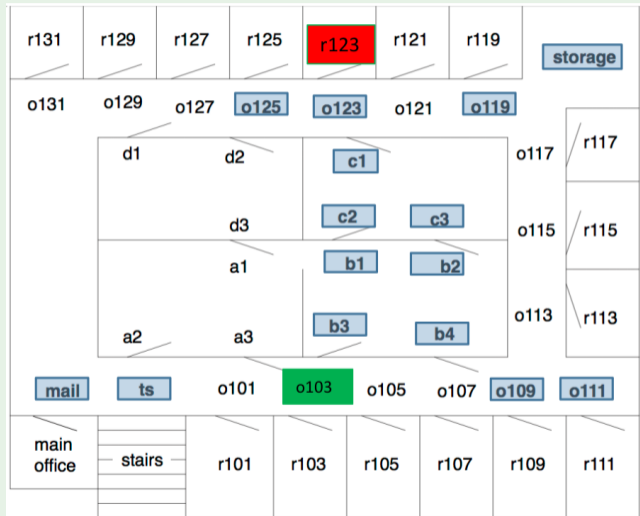 r131 r129 r127 r125 r123 r121 r119
storage
o131 o129 o127 o125 o123 o121 o119
r117
d1 d2 c1 o117
d3 c2 c3 o115 r115
a1 b1 b2
a2 a3 b3 b4 o113 r113
mail ts o101 o103 o105 o107 o109 o111
main
office
stairs r101 r103 r105 r107 r109 r111